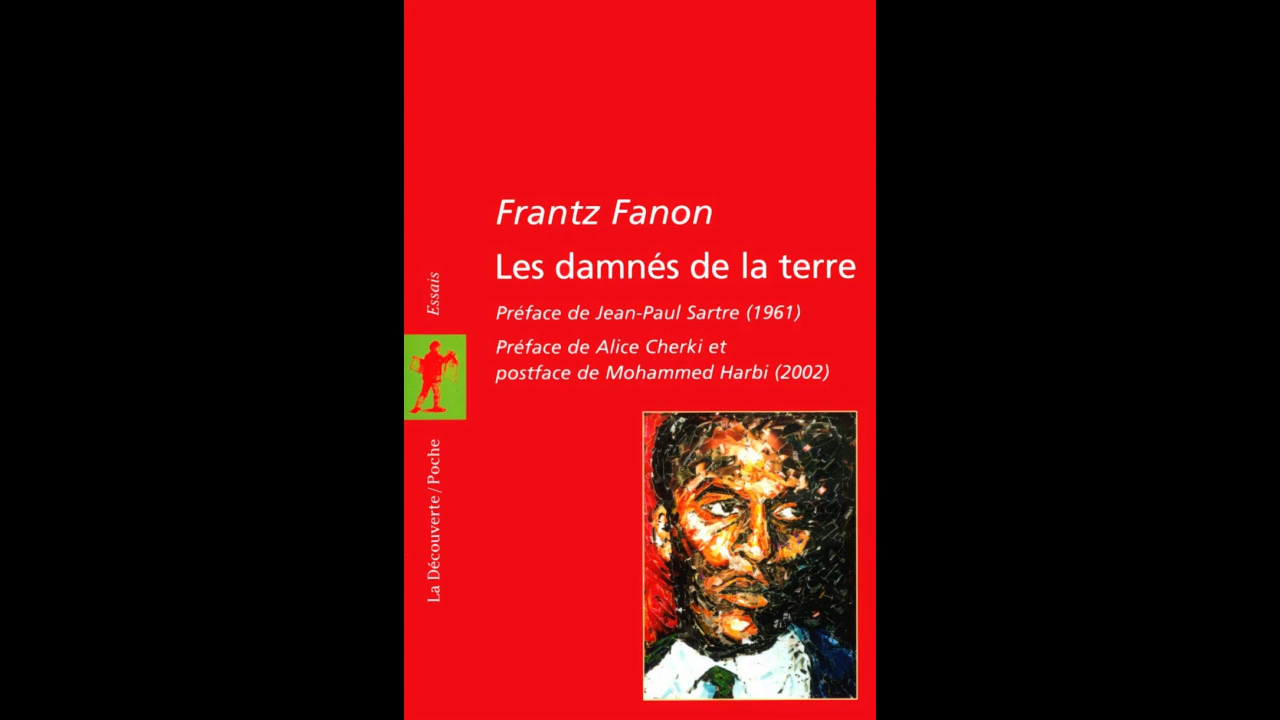 Frantz Fanon
Les damnés de la terre
Préface de Jean-Paul Sartre (1961)
Préface de Alice Cherki et
postface de Mohammed Harbi (2002)
Essais
La Découverte/Poche